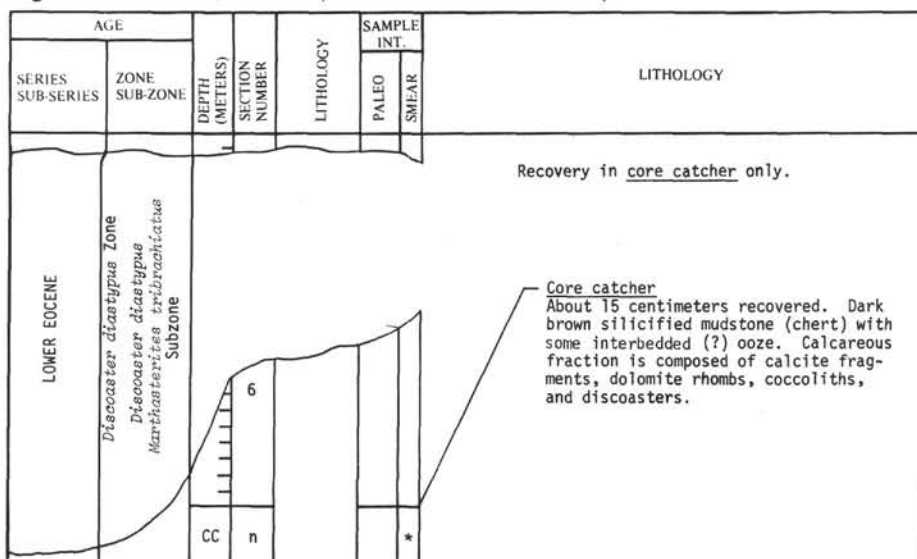 AGE
SAMPLE
INT.
SERIES
SUB-SERIES
ZONE
SUB-ZONE
DEPTH
(METERS)
SECTION
NUMBER
LITHOLOGY
PALEO
SMEAR
LITHOLOGY
Recovery in core catcher only.
LOWER EOCENE
Discoaster diastypus Zone
Discoaster diastypus
Marthasterites tribrachiatus
Subzone
6
Core catcher
About 15 centimeters recovered. Dark
brown silicified mudstone (chert) with
some interbedded (?) ooze. Calcareous
fraction is composed of calcite frag-
ments, dolomite rhombs, coccoliths,
and discoasters.
CC
n
*